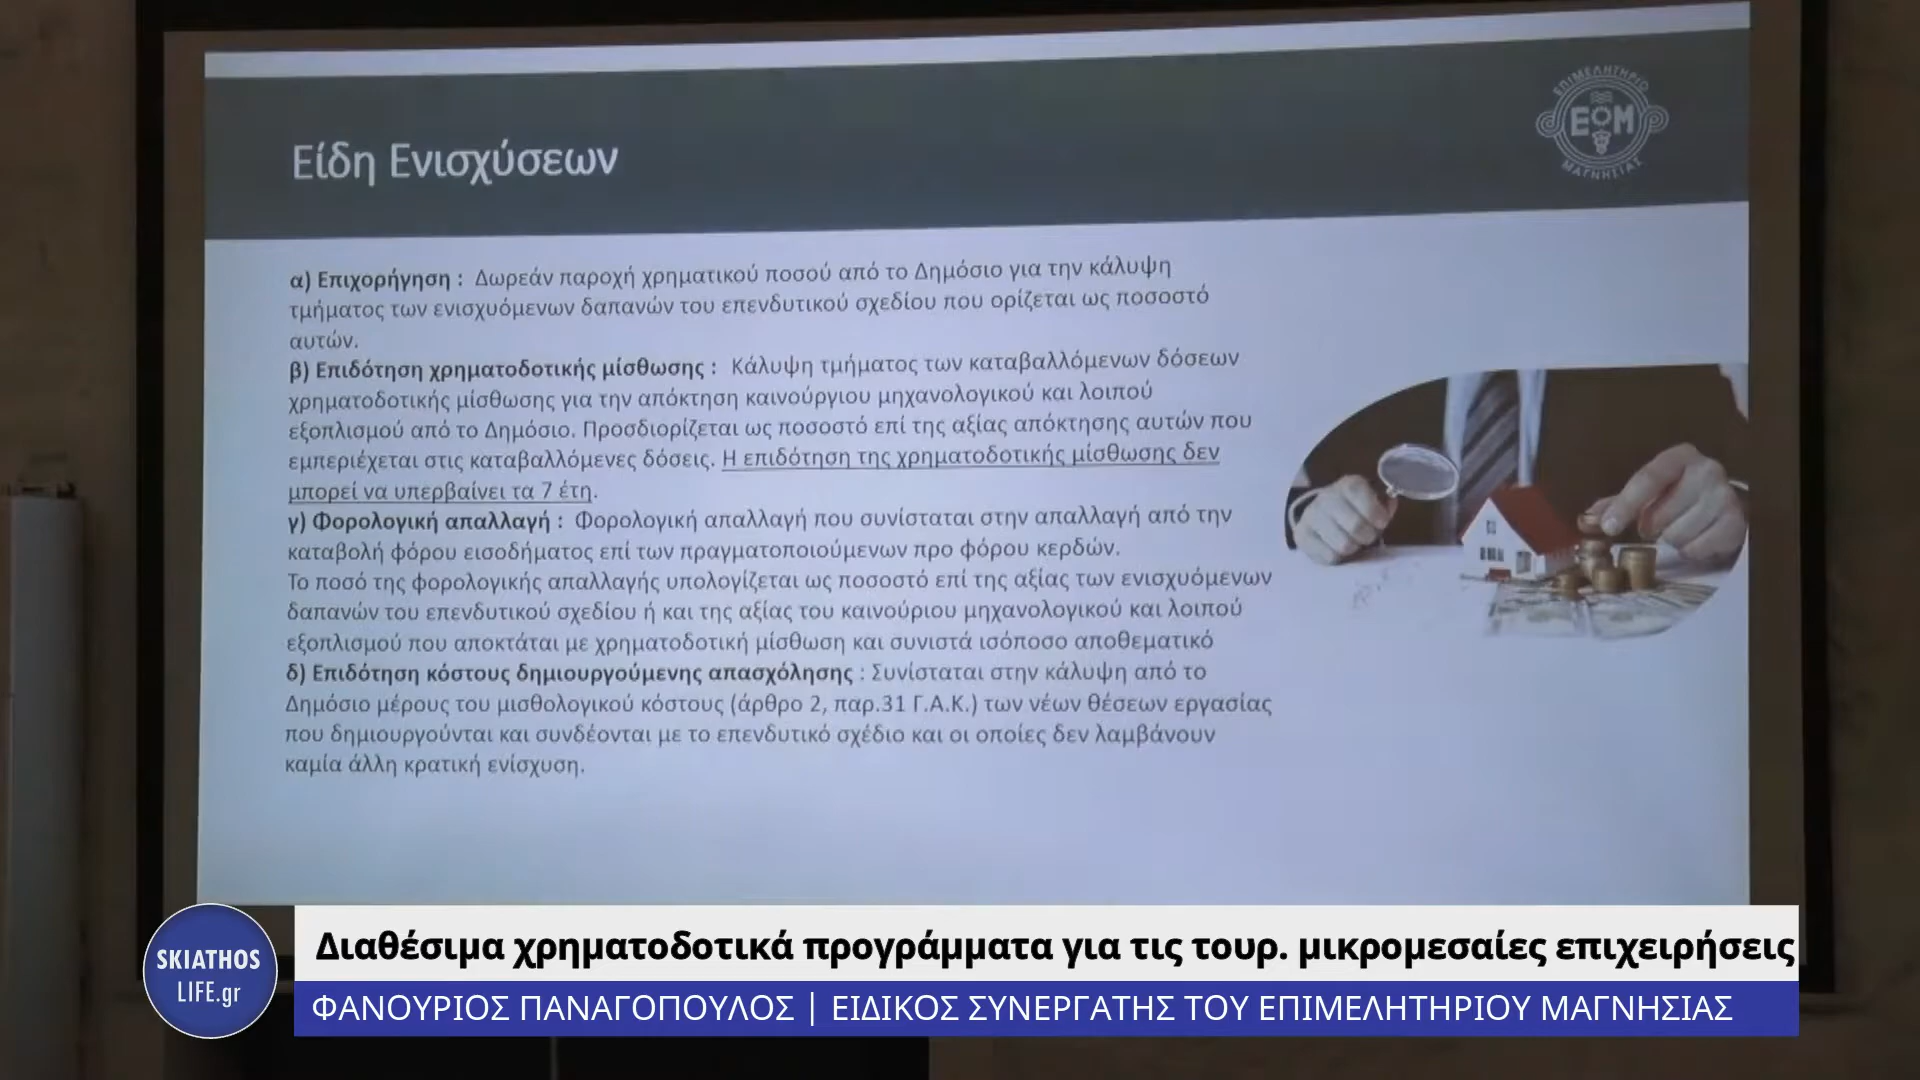 ΕΠΙΜΕΛΗΤΗΡΙΟ
ΕΟΜ
ΜΑΓΝΗΣΙΑΣ
Είδη Ενισχύσεων
α) Επιχορήγηση : Δωρεάν παροχή χρηματικού ποσού από το Δημόσιο για την κάλυψη
τμήματος των ενισχυόμενων δαπανών του επενδυτικού σχεδίου που ορίζεται ως ποσοστό
αυτών.
β) Επιδότηση χρηματοδοτικής μίσθωσης : Κάλυψη τμήματος των καταβαλλόμενων δόσεων
χρηματοδοτικής μίσθωσης για την απόκτηση καινούργιου μηχανολογικού και λοιπού
εξοπλισμού από το Δημόσιο. Προσδιορίζεται ως ποσοστό επί της αξίας απόκτησης αυτών που
εμπεριέχεται στις καταβαλλόμενες δόσεις. Η επιδότηση της χρηματοδοτικής μίσθωσης δεν
μπορεί να υπερβαίνει τα 7 έτη.
γ) Φορολογική απαλλαγή : Φορολογική απαλλαγή που συνίσταται στην απαλλαγή από την
καταβολή φόρου εισοδήματος επί των πραγματοποιούμενων προ φόρου κερδών.
Το ποσό της φορολογικής απαλλαγής υπολογίζεται ως ποσοστό επί της αξίας των ενισχυόμενων
δαπανών του επενδυτικού σχεδίου ή και της αξίας του καινούριου μηχανολογικού και λοιπού
εξοπλισμού που αποκτάται με χρηματοδοτική μίσθωση και συνιστά ισόποσο αποθεματικό
δ) Επιδότηση κόστους δημιουργούμενης απασχόλησης : Συνίσταται στην κάλυψη από το
Δημόσιο μέρους του μισθολογικού κόστους (άρθρο 2, παρ.31 Γ.Α.Κ.) των νέων θέσεων εργασίας
που δημιουργούνται και συνδέονται με το επενδυτικό σχέδιο και οι οποίες δεν λαμβάνουν
καμία άλλη κρατική ενίσχυση.
SKIATHOS
LIFE.gr
Διαθέσιμα χρηματοδοτικά προγράμματα για τις τουρ. μικρομεσαίες επιχειρήσεις
ΦΑΝΟΥΡΙΟΣ ΠΑΝΑΓΟΠΟΥΛΟΣ | ΕΙΔΙΚΟΣ ΣΥΝΕΡΓΑΤΗΣ ΤΟΥ ΕΠΙΜΕΛΗΤΗΡΙΟΥ ΜΑΓΝΗΣΙΑΣ